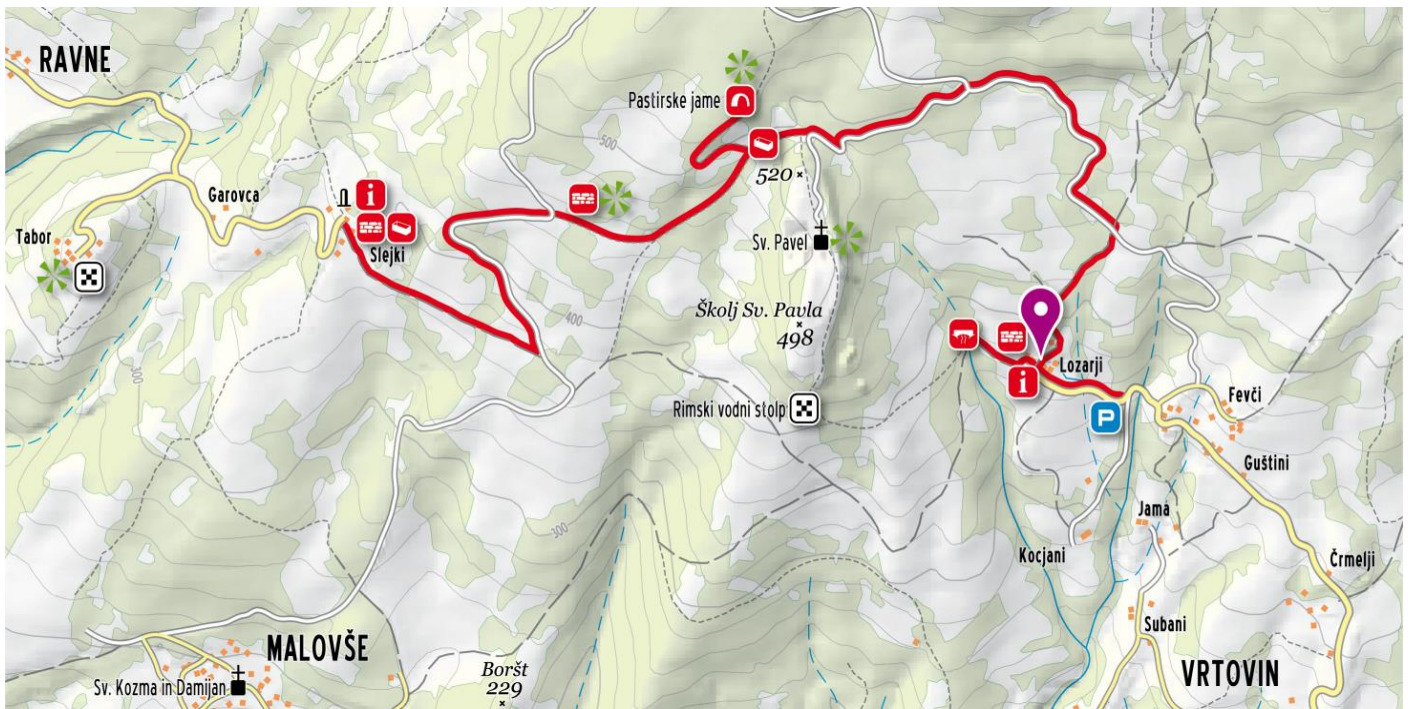 RAVNE
Pastirske jame
500
520
Garovca
Tabor
Slejki
Sv. Pavel
Školj Sv. Pavla
498
400
300
Lozarji
Rimski vodni stolp
Fevči
P
Guštini
300
Jama
Kocjani
Črmelji
Subani
MALOVŠE
Boršt
229
VRTOVIN
Sv. Kozma in Damijan
i
i